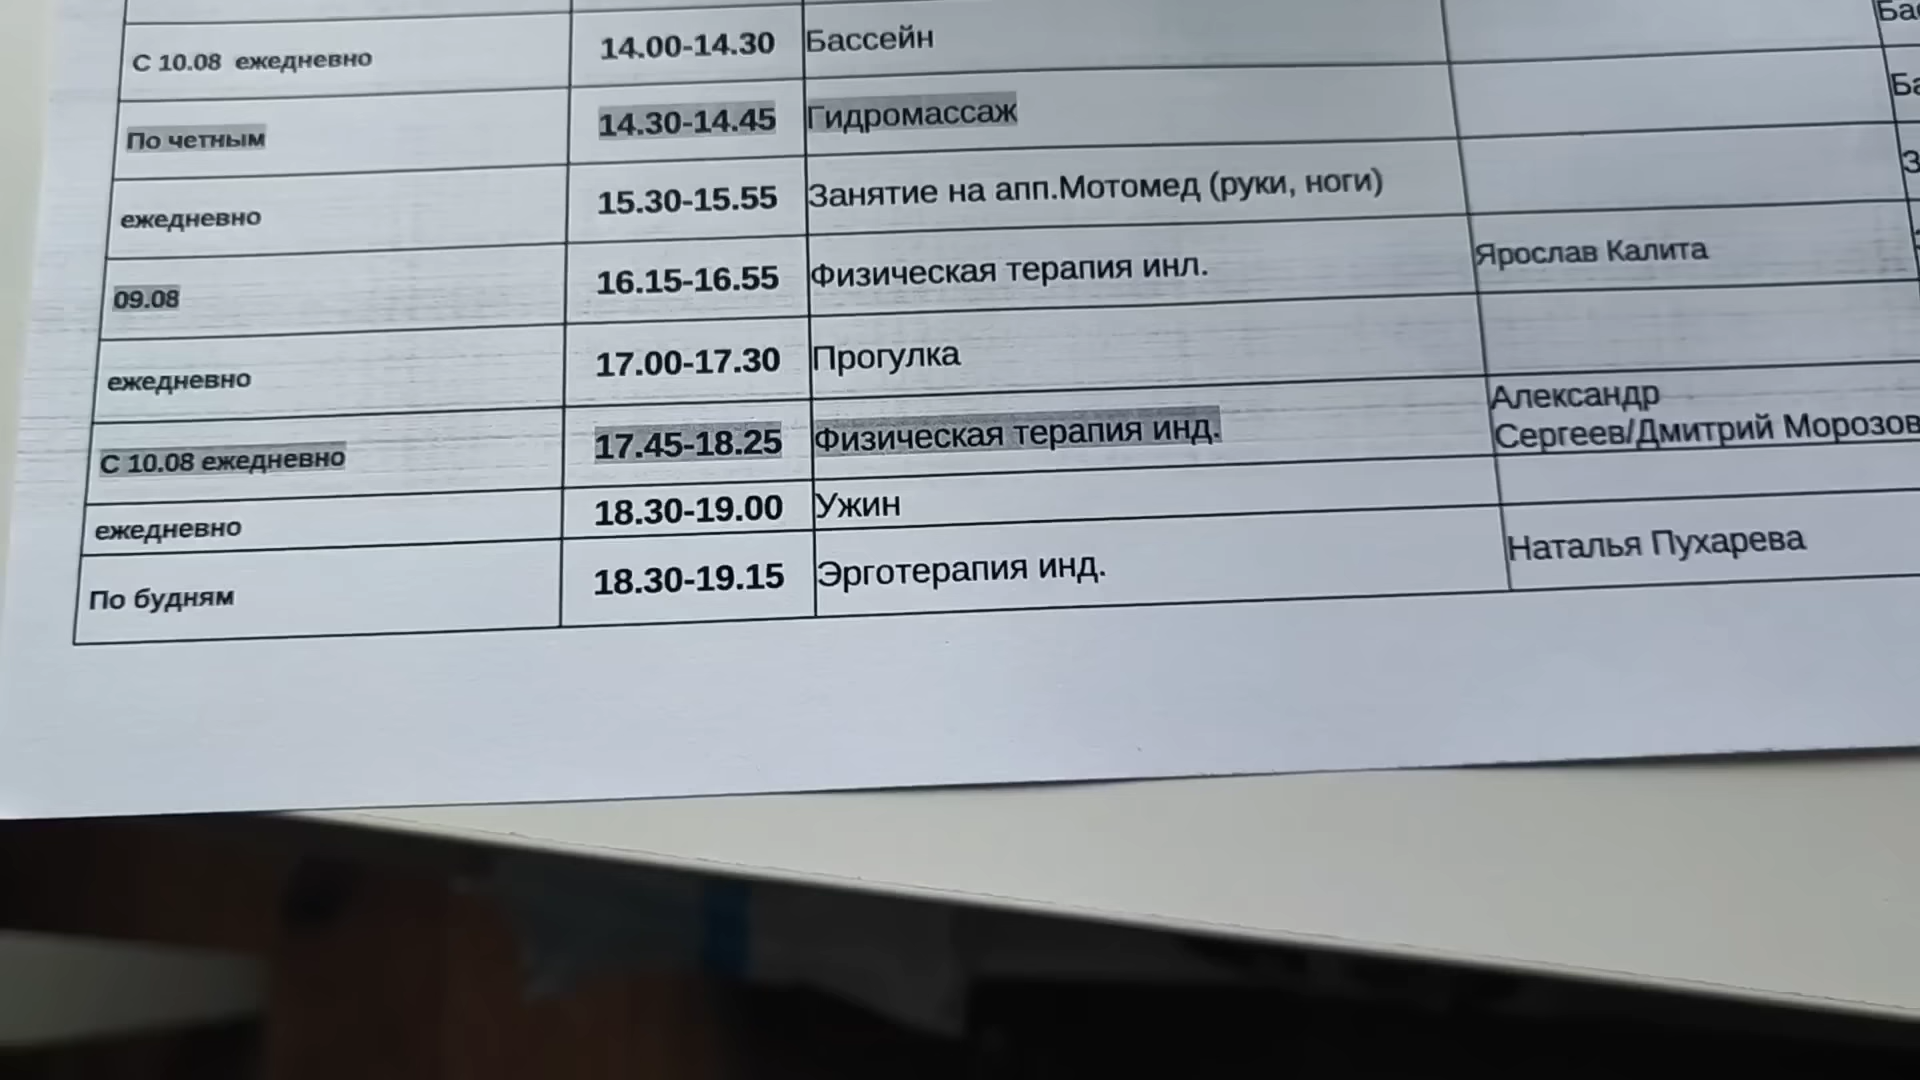 С 10.08 ежедневно 14.00-14.30 Бассейн
По четным 14.30-14.45 Гидромассаж
ежедневно 15.30-15.55 Занятие на апп.Мотомед (руки, ноги)
09.08 16.15-16.55 Физическая терапия инл. Ярослав Калита
ежедневно 17.00-17.30 Прогулка
С 10.08 ежедневно 17.45-18.25 Физическая терапия инд. Александр
Сергеев/Дмитрий Морозов
ежедневно 18.30-19.00 Ужин
По будням 18.30-19.15 Эрготерапия инд. Наталья Пухарева